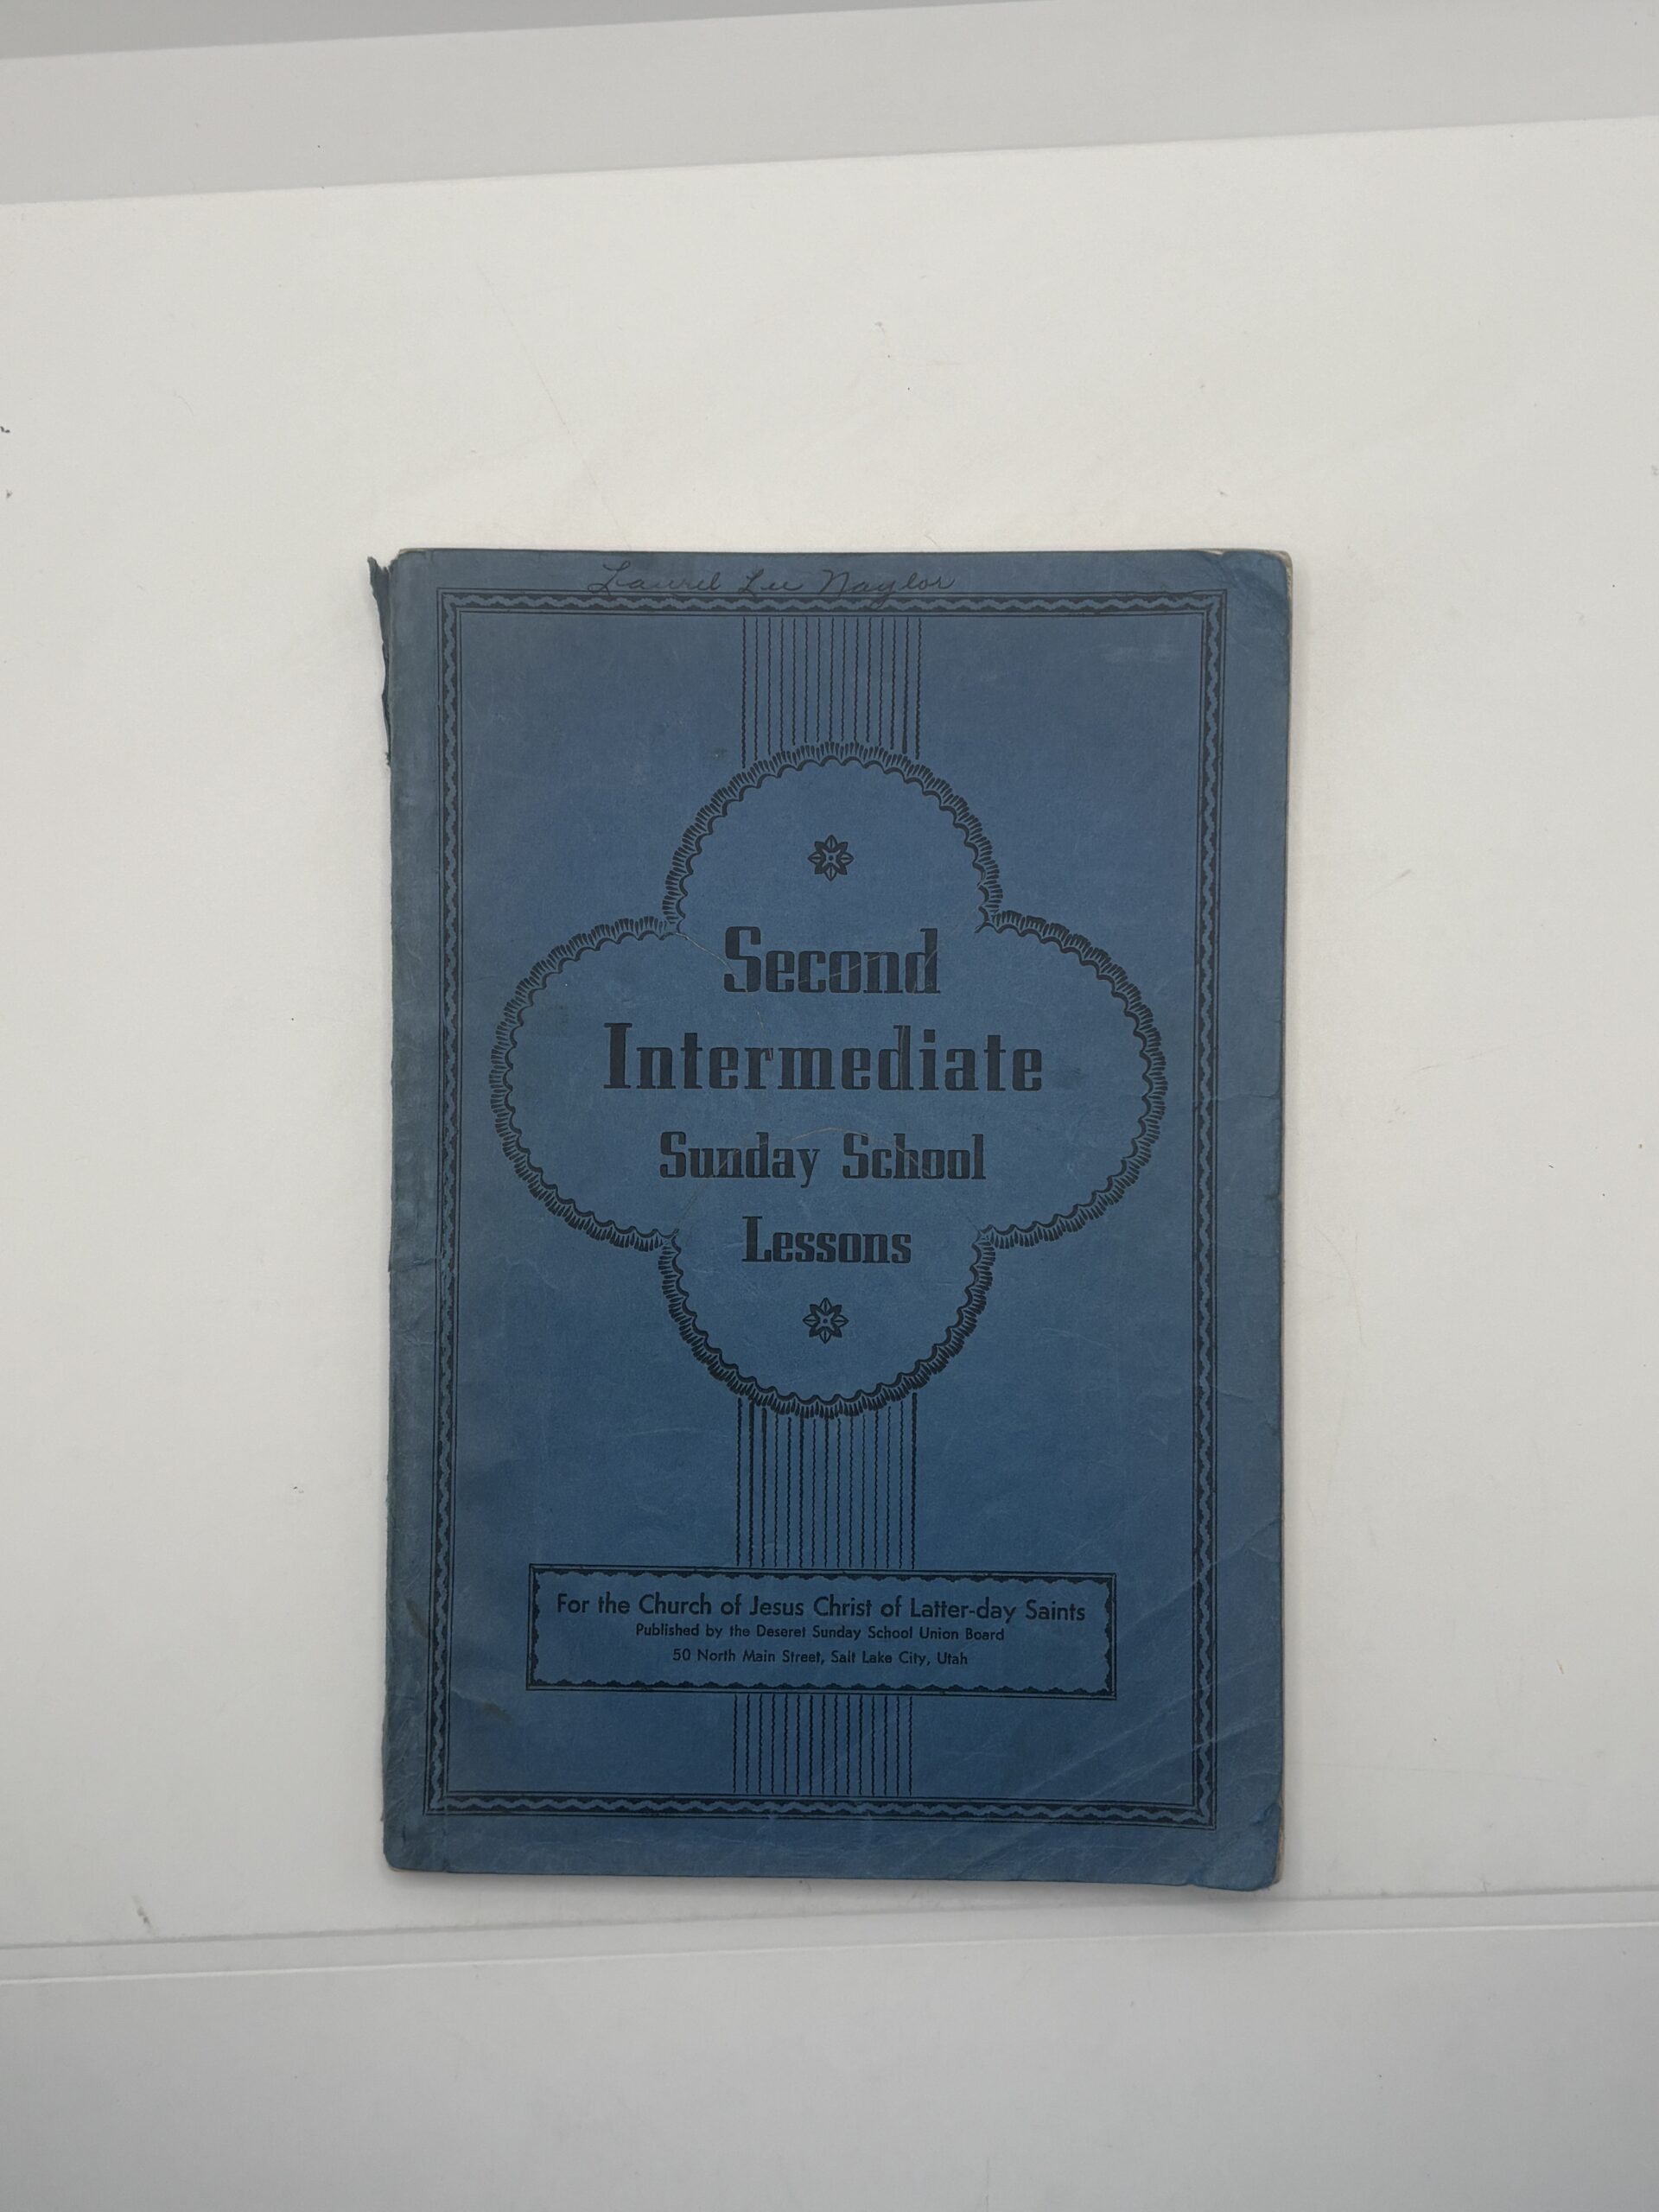 Laurel Lee Naylor
Second
Intermediate
Sunday School
Lessons
For the Church of Jesus Christ of Latter-day Saints
Published by the Deseret Sunday School Union Board
50 North Main Street, Salt Lake City, Utah